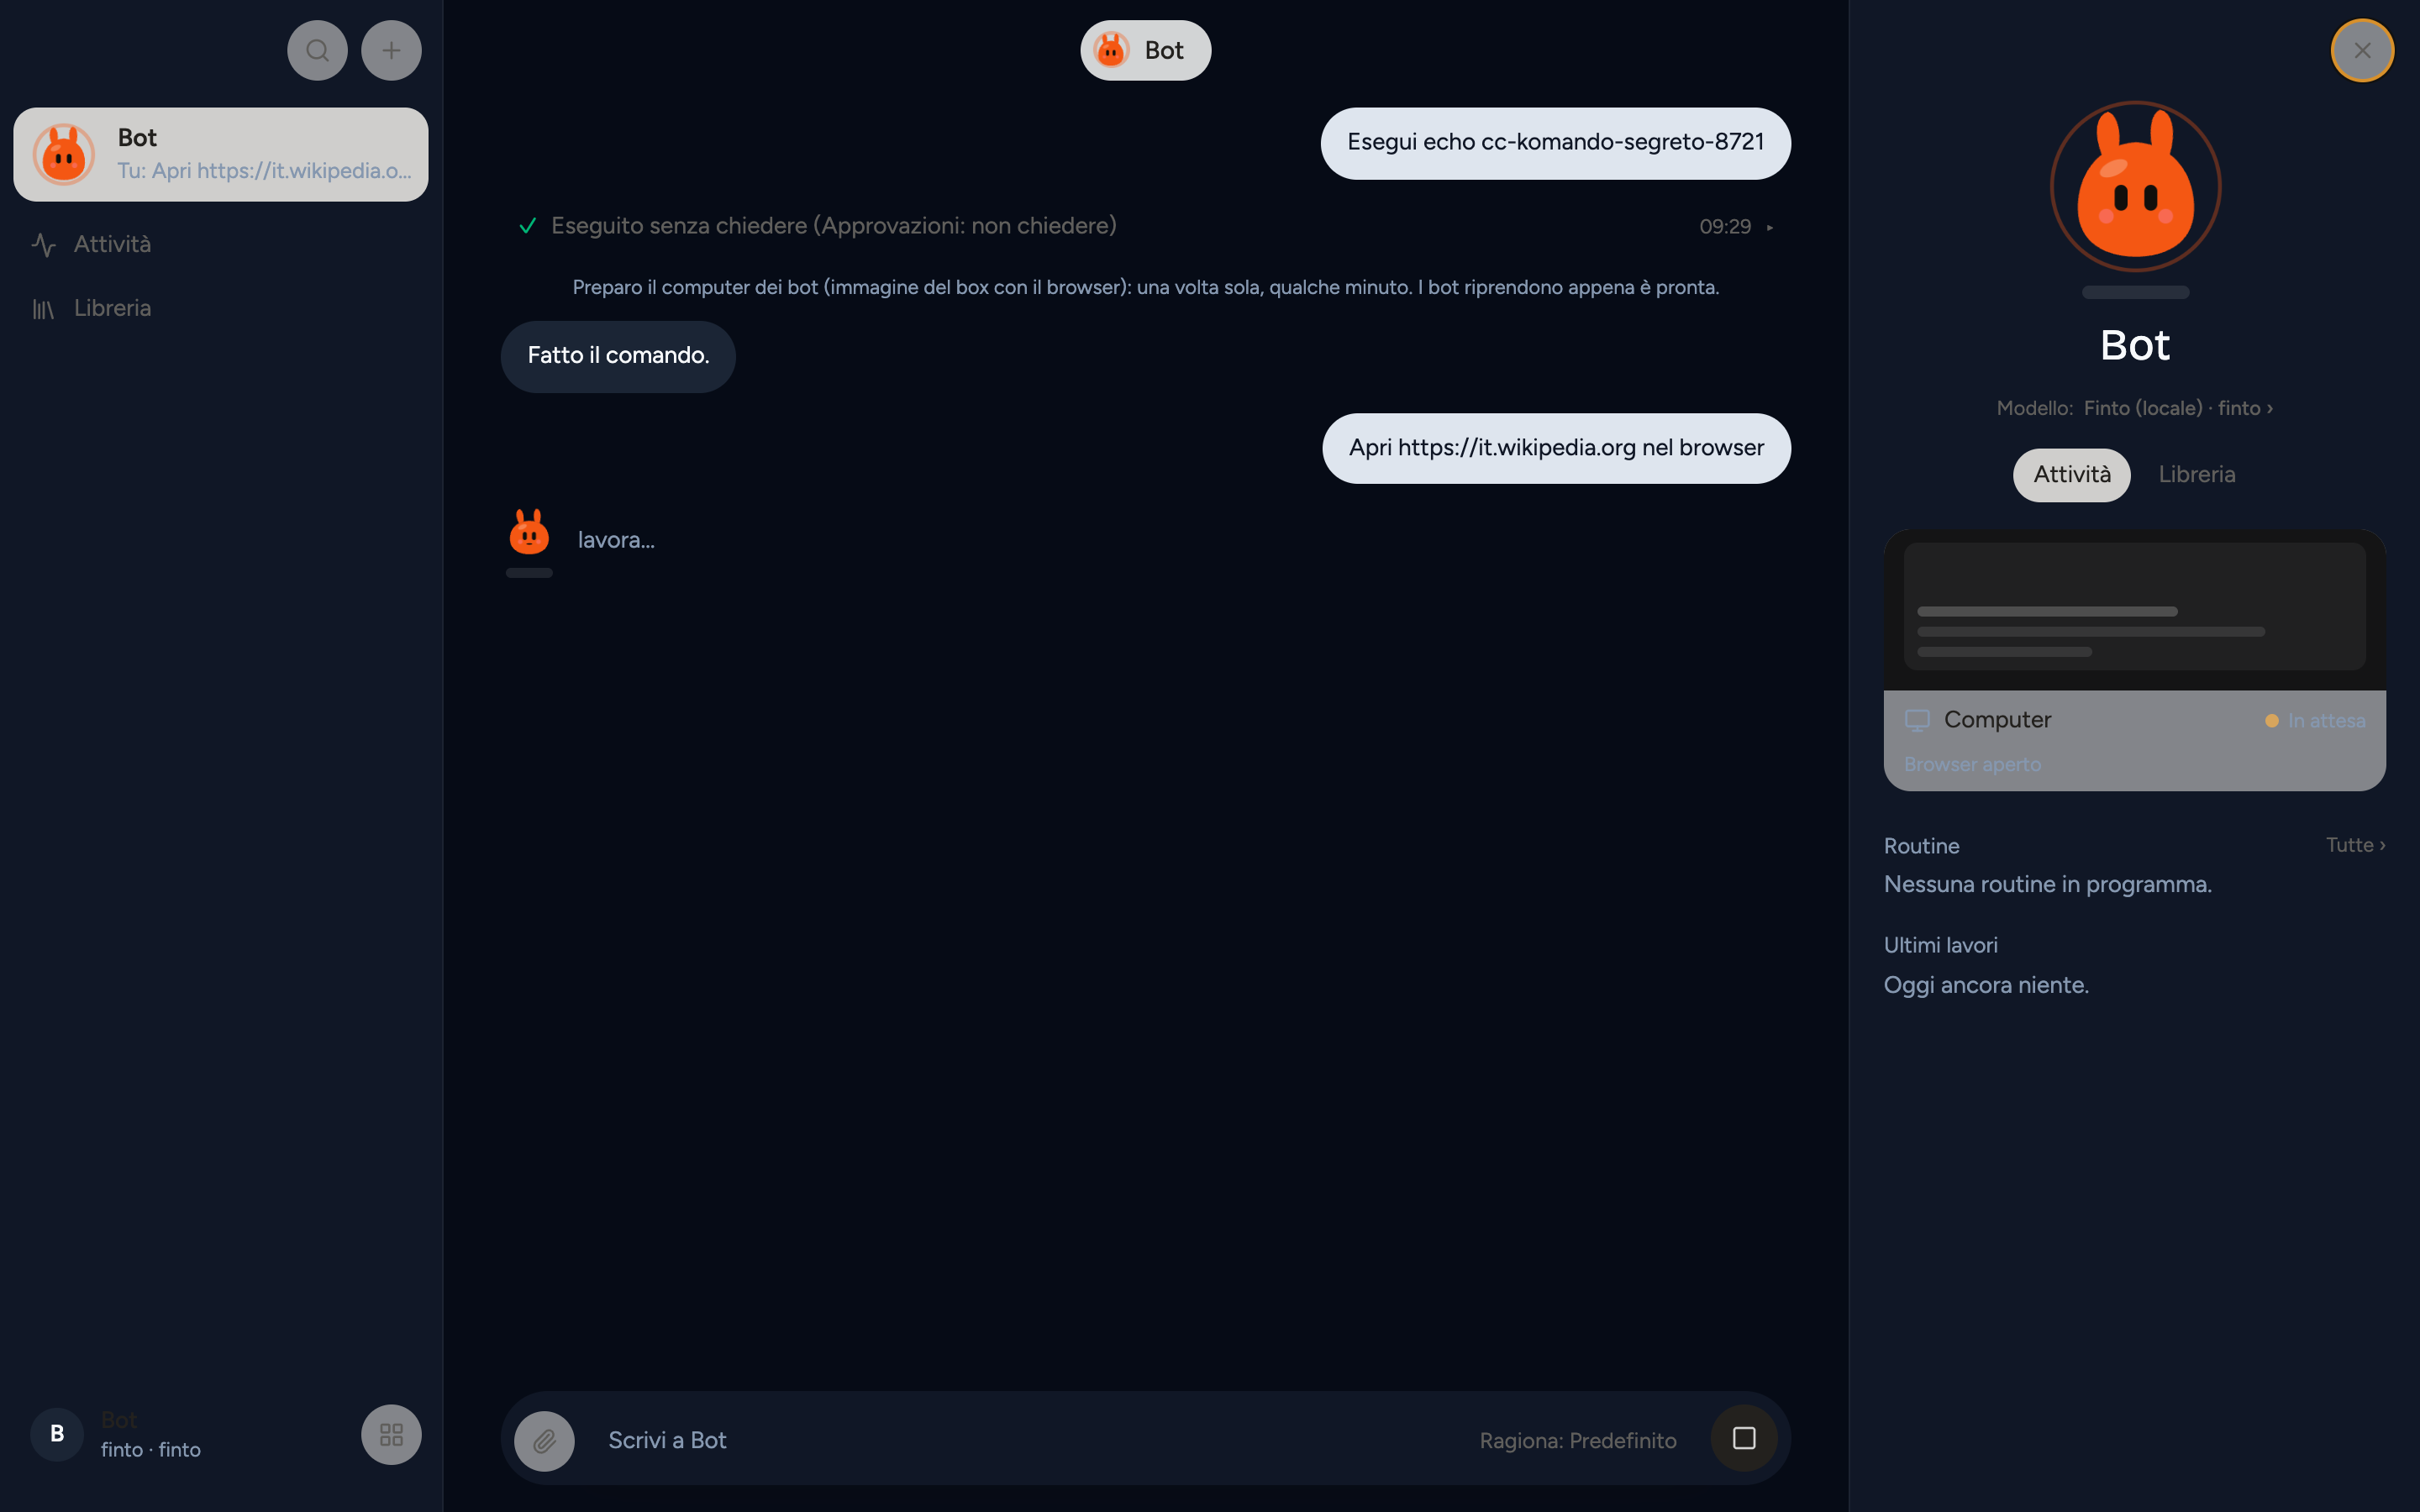 Bot
Tu: Apri https://it.wikipedia.o...
Attività
Libreria
B
Bot
finto · finto
Bot
Esegui echo cc-komando-segreto-8721
Eseguito senza chiedere (Approvazioni: non chiedere)
09:29
Preparo il computer dei bot (immagine del box con il browser): una volta sola, qualche minuto. I bot riprendono appena è pronta.
Fatto il comando.
Apri https://it.wikipedia.org nel browser
lavora...
Scrivi a Bot
Ragiona: Predefinito
Bot
Modello: Finto (locale) · finto ›
Attività
Libreria
Computer
In attesa
Browser aperto
Routine
Tutte ›
Nessuna routine in programma.
Ultimi lavori
Oggi ancora niente.